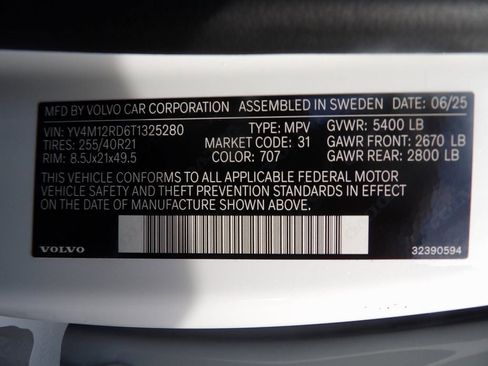 MFD BY VOLVO CAR CORPORATION ASSEMBLED IN SWEDEN DATE: 06/25
VIN: YV4M12RD6T1325280 TYPE: MPV GVWR: 5400 LB
TIRES: 255/40R21 MARKET CODE: 31 GAWR FRONT: 2670 LB
RIM: 8.5Jx21x49.5 COLOR: 707 GAWR REAR: 2800 LB
THIS VEHICLE CONFORMS TO ALL APPLICABLE FEDERAL MOTOR
VEHICLE SAFETY AND THEFT PREVENTION STANDARDS IN EFFECT
ON THE DATE OF MANUFACTURE SHOWN ABOVE.
VOLVO 32390594